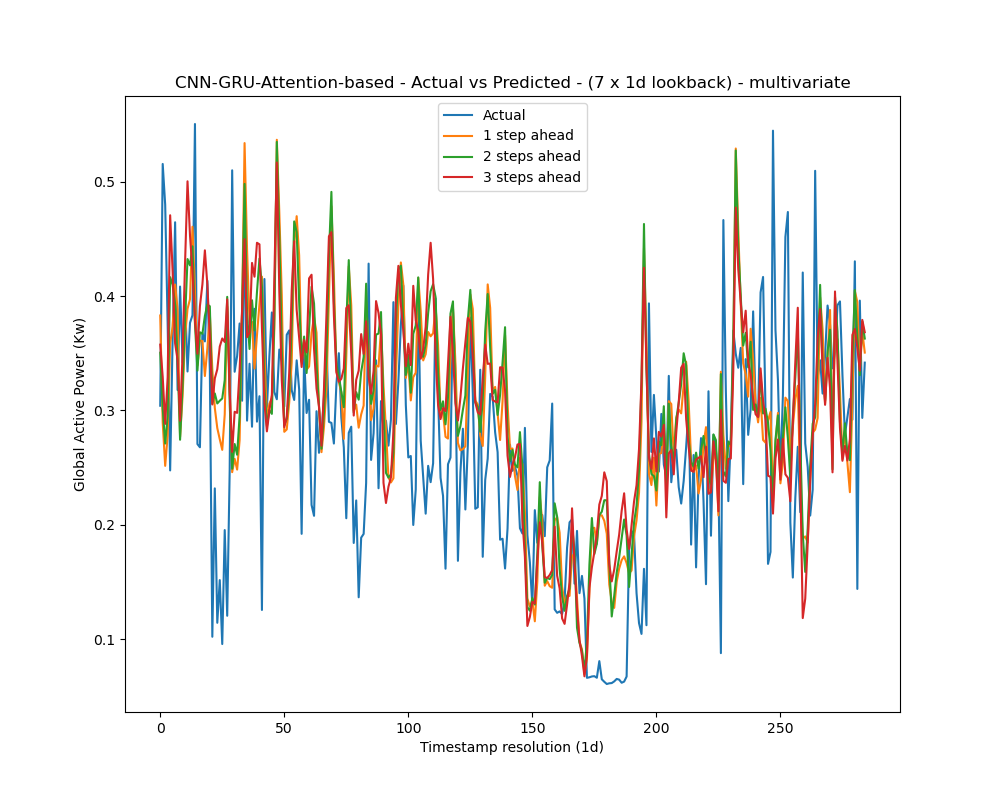 CNN-GRU-Attention-based - Actual vs Predicted - (7 x 1d lookback) - multivariate
Actual
1 step ahead
2 steps ahead
3 steps ahead
Global Active Power (Kw)
0.5
0.4
0.3
0.2
0.1
0
50
100
150
200
250
Timestamp resolution (1d)